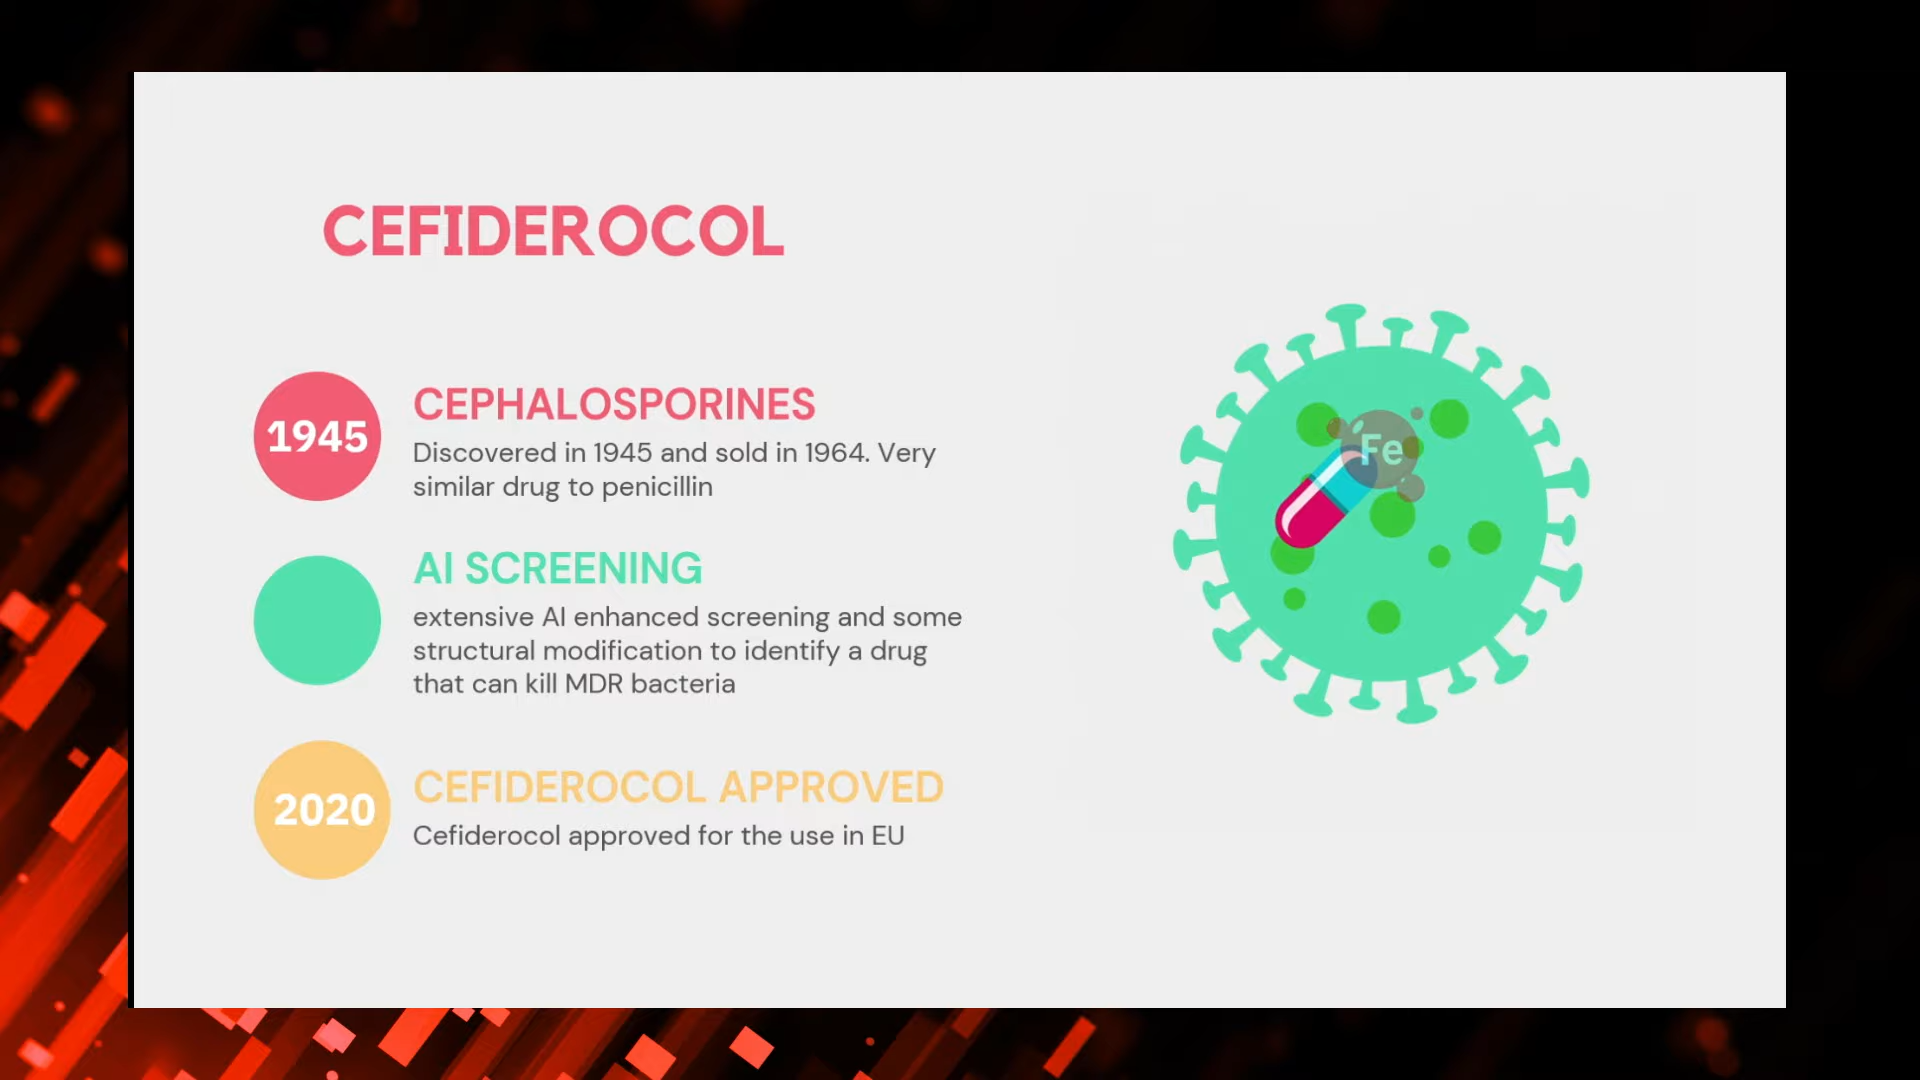 CEFIDEROCOL
1945
CEPHALOSPORINES
Discovered in 1945 and sold in 1964. Very
similar drug to penicillin
AI SCREENING
extensive AI enhanced screening and some
structural modification to identify a drug
that can kill MDR bacteria
2020
CEFIDEROCOL APPROVED
Cefiderocol approved for the use in EU
Fe